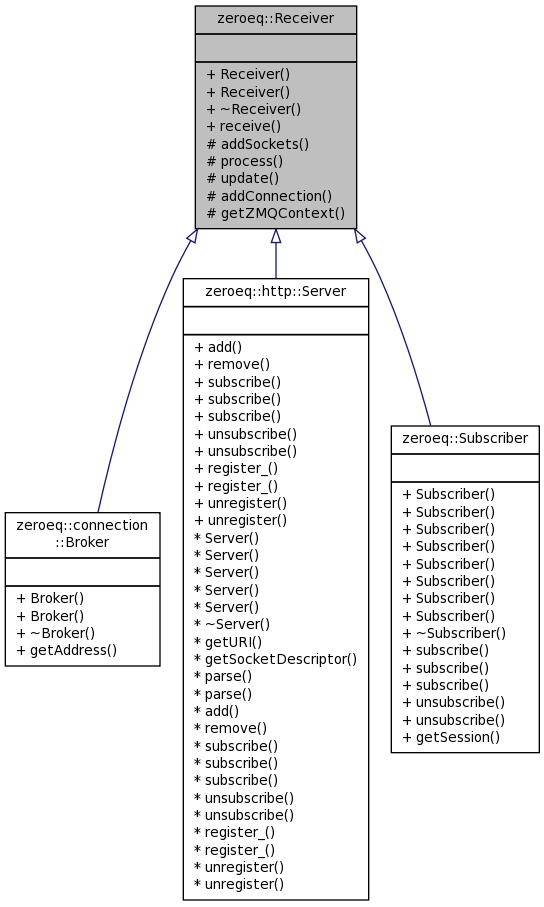 zeroeq::Receiver
+ Receiver()
+ Receiver()
+ ~Receiver()
+ receive()
# addSockets()
# process()
# update()
# addConnection()
# getZMQContext()
zeroeq::http::Server
+ add()
+ remove()
+ subscribe()
+ subscribe()
+ subscribe()
+ unsubscribe()
+ unsubscribe()
+ register_()
+ register_()
+ unregister()
+ unregister()
* Server()
* Server()
* Server()
* Server()
* Server()
* ~Server()
* getURI()
* getSocketDescriptor()
* parse()
* parse()
* add()
* remove()
* subscribe()
* subscribe()
* subscribe()
* unsubscribe()
* unsubscribe()
* register_()
* register_()
* unregister()
* unregister()
zeroeq::Subscriber
+ Subscriber()
+ Subscriber()
+ Subscriber()
+ Subscriber()
+ Subscriber()
+ Subscriber()
+ Subscriber()
+ Subscriber()
+ ~Subscriber()
+ subscribe()
+ subscribe()
+ subscribe()
+ unsubscribe()
+ unsubscribe()
+ getSession()
zeroeq::connection
::Broker
+ Broker()
+ Broker()
+ ~Broker()
+ getAddress()